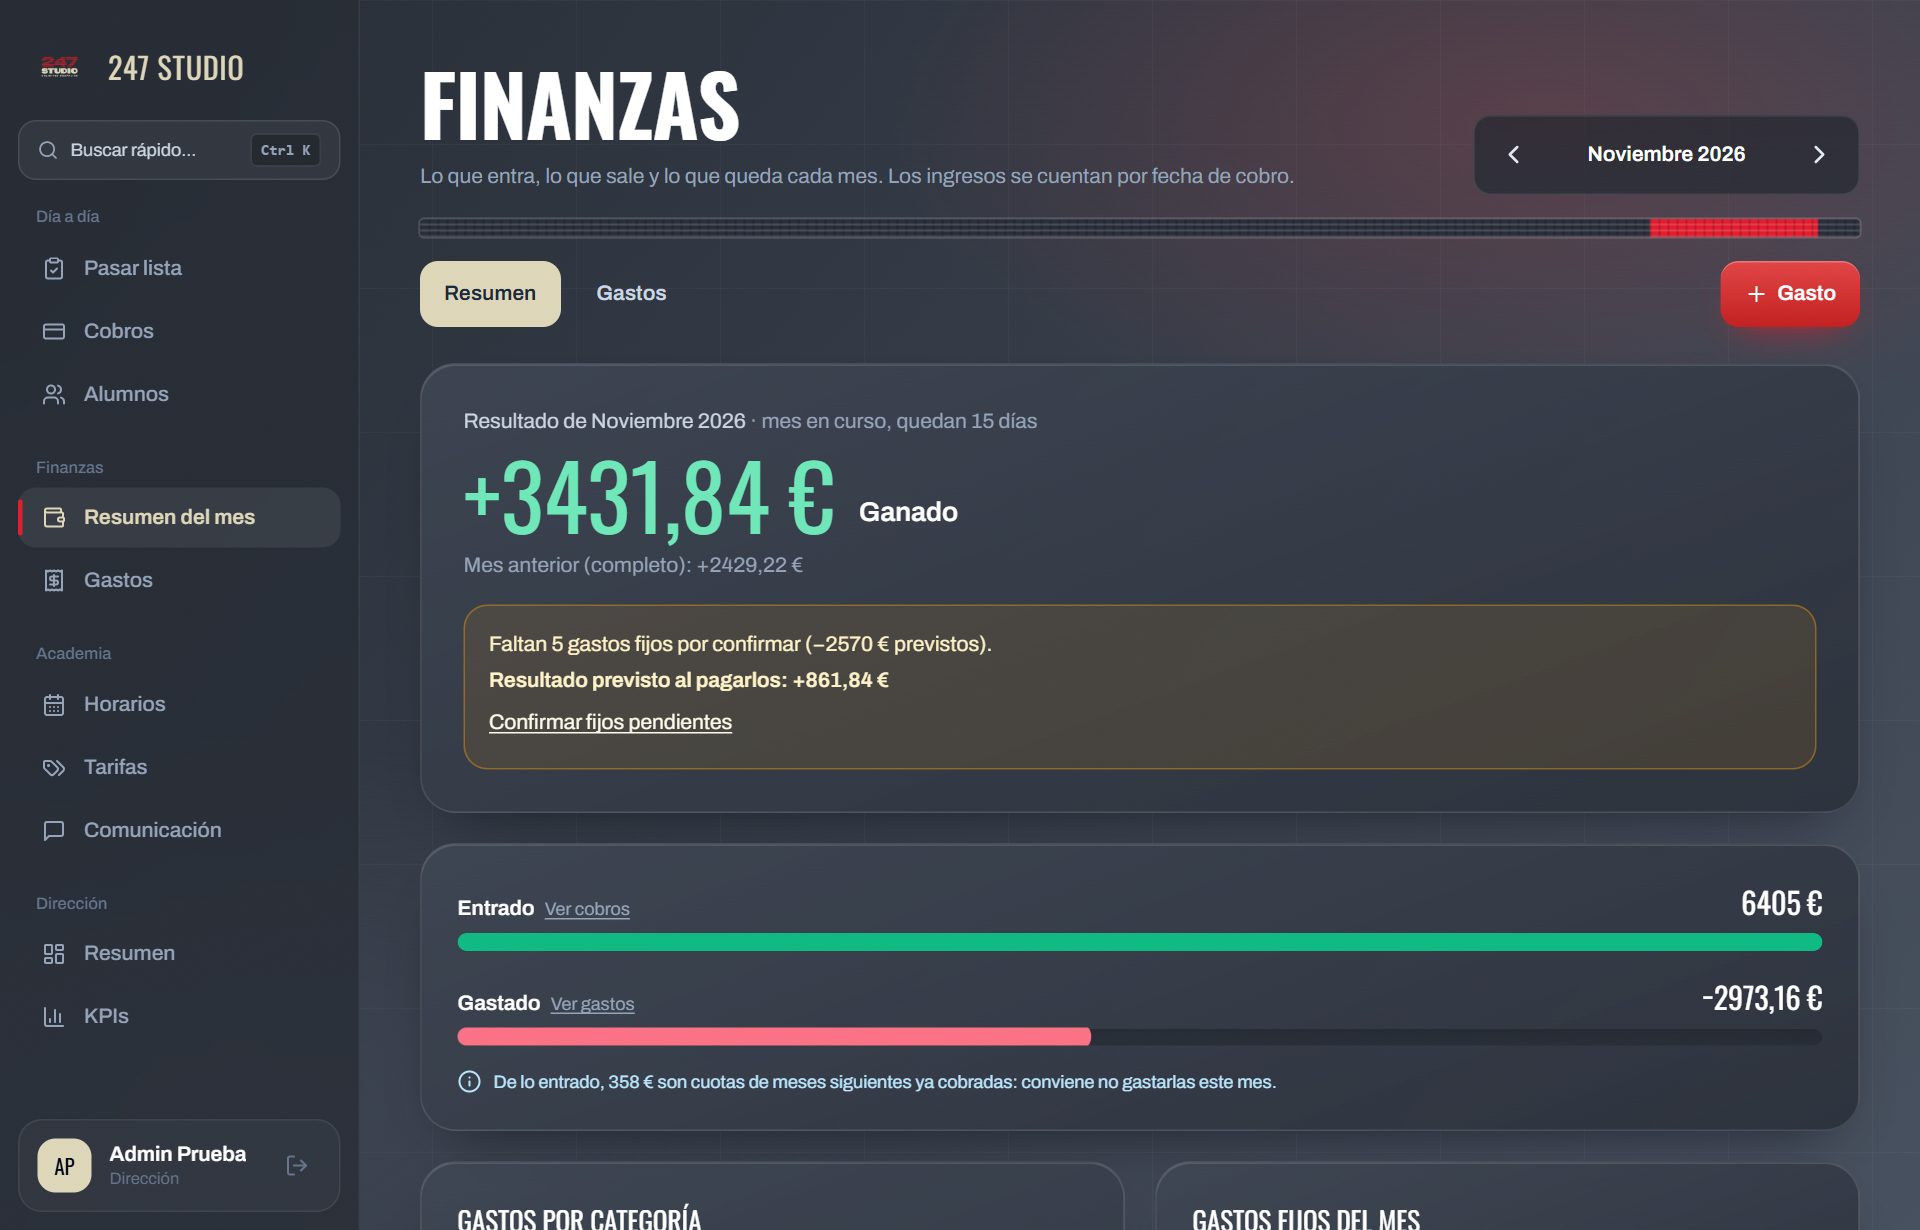 247
STUDIO
247 STUDIO
Buscar rápido...
Ctrl K
Día a día
Pasar lista
Cobros
Alumnos
Finanzas
Resumen del mes
Gastos
Academia
Horarios
Tarifas
Comunicación
Dirección
Resumen
KPIs
AP
Admin Prueba
Dirección
FINANZAS
Lo que entra, lo que sale y lo que queda cada mes. Los ingresos se cuentan por fecha de cobro.
Noviembre 2026
Resumen
Gastos
+ Gasto
Resultado de Noviembre 2026 · mes en curso, quedan 15 días
+3431,84 € Ganado
Mes anterior (completo): +2429,22 €
Faltan 5 gastos fijos por confirmar (−2570 € previstos).
Resultado previsto al pagarlos: +861,84 €
Confirmar fijos pendientes
Entrado Ver cobros 6405 €
Gastado Ver gastos −2973,16 €
De lo entrado, 358 € son cuotas de meses siguientes ya cobradas: conviene no gastarlas este mes.
GASTOS POR CATEGORÍA
GASTOS FIJOS DEL MES